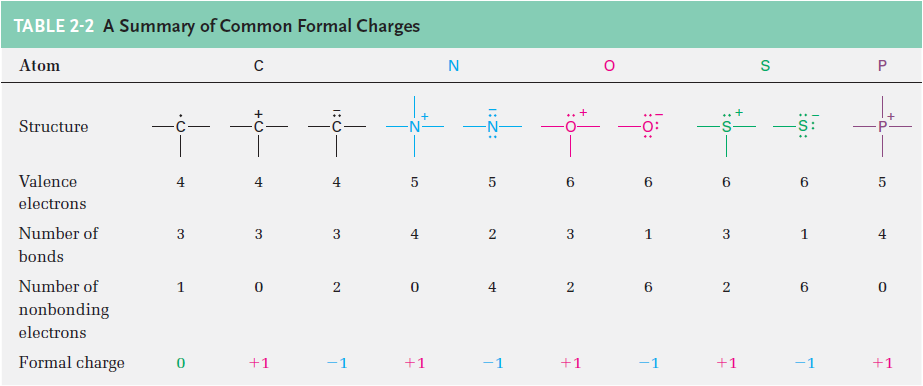 TABLE 2-2 A Summary of Common Formal Charges
Atom C N O S P
Structure –Ċ– –C⁺– –C̈⁻– –N⁺– –N̈⁻– –Ö⁺– –Ö:⁻ –S̈⁺– –S̈:⁻ –P⁺–
Valence 4 4 4 5 5 6 6 6 6 5
electrons
Number of 3 3 3 4 2 3 1 3 1 4
bonds
Number of 1 0 2 0 4 2 6 2 6 0
nonbonding
electrons
Formal charge 0 +1 −1 +1 −1 +1 −1 +1 −1 +1